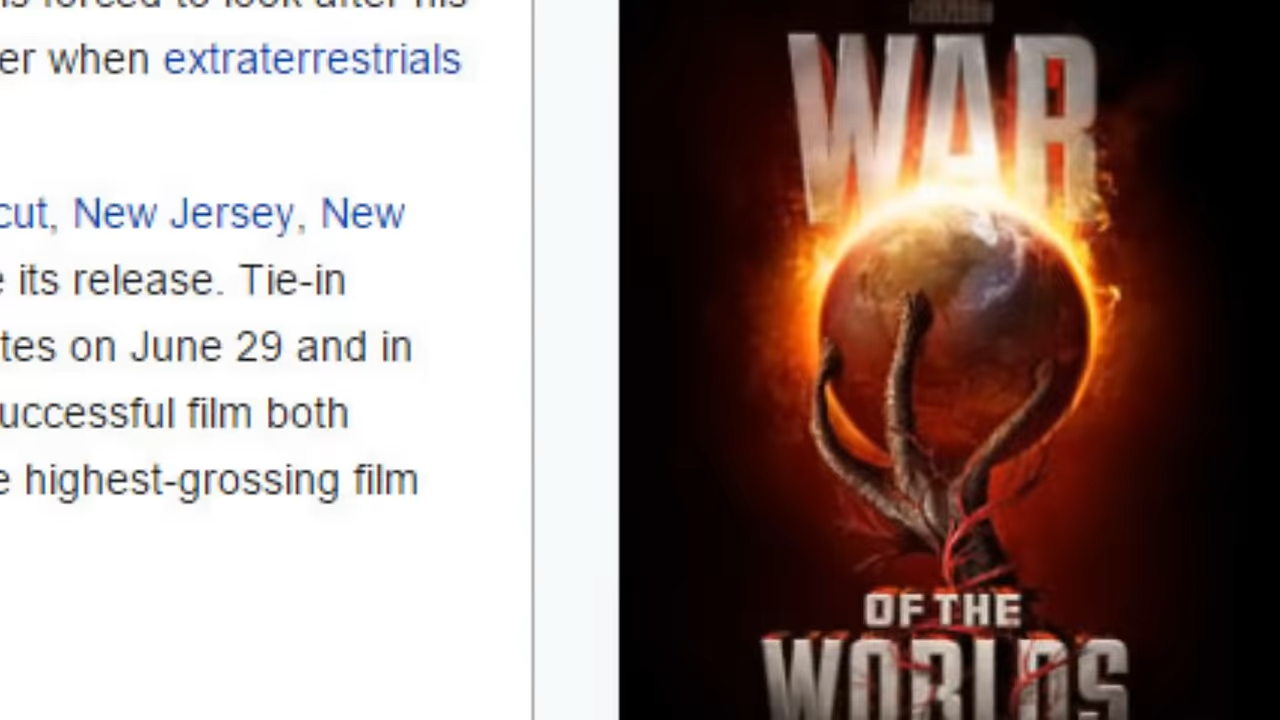 er when extraterrestrials
cut, New Jersey, New
its release. Tie-in
tes on June 29 and in
uccessful film both
e highest-grossing film
WAR
OF THE
WORLDS